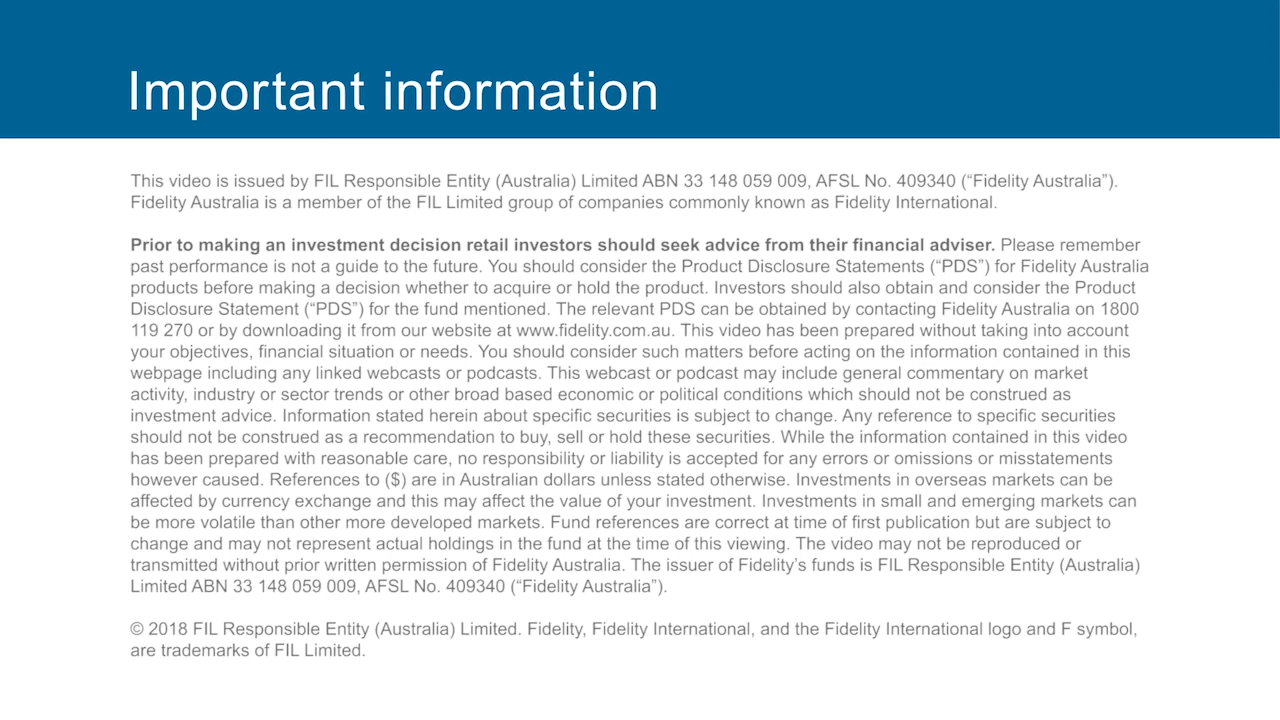 Important information
This video is issued by FIL Responsible Entity (Australia) Limited ABN 33 148 059 009, AFSL No. 409340 (“Fidelity Australia”).
Fidelity Australia is a member of the FIL Limited group of companies commonly known as Fidelity International.
Prior to making an investment decision retail investors should seek advice from their financial adviser. Please remember
past performance is not a guide to the future. You should consider the Product Disclosure Statements (“PDS”) for Fidelity Australia
products before making a decision whether to acquire or hold the product. Investors should also obtain and consider the Product
Disclosure Statement (“PDS”) for the fund mentioned. The relevant PDS can be obtained by contacting Fidelity Australia on 1800
119 270 or by downloading it from our website at www.fidelity.com.au. This video has been prepared without taking into account
your objectives, financial situation or needs. You should consider such matters before acting on the information contained in this
webpage including any linked webcasts or podcasts. This webcast or podcast may include general commentary on market
activity, industry or sector trends or other broad based economic or political conditions which should not be construed as
investment advice. Information stated herein about specific securities is subject to change. Any reference to specific securities
should not be construed as a recommendation to buy, sell or hold these securities. While the information contained in this video
has been prepared with reasonable care, no responsibility or liability is accepted for any errors or omissions or misstatements
however caused. References to ($) are in Australian dollars unless stated otherwise. Investments in overseas markets can be
affected by currency exchange and this may affect the value of your investment. Investments in small and emerging markets can
be more volatile than other more developed markets. Fund references are correct at time of first publication but are subject to
change and may not represent actual holdings in the fund at the time of this viewing. The video may not be reproduced or
transmitted without prior written permission of Fidelity Australia. The issuer of Fidelity’s funds is FIL Responsible Entity (Australia)
Limited ABN 33 148 059 009, AFSL No. 409340 (“Fidelity Australia”).
© 2018 FIL Responsible Entity (Australia) Limited. Fidelity, Fidelity International, and the Fidelity International logo and F symbol,
are trademarks of FIL Limited.